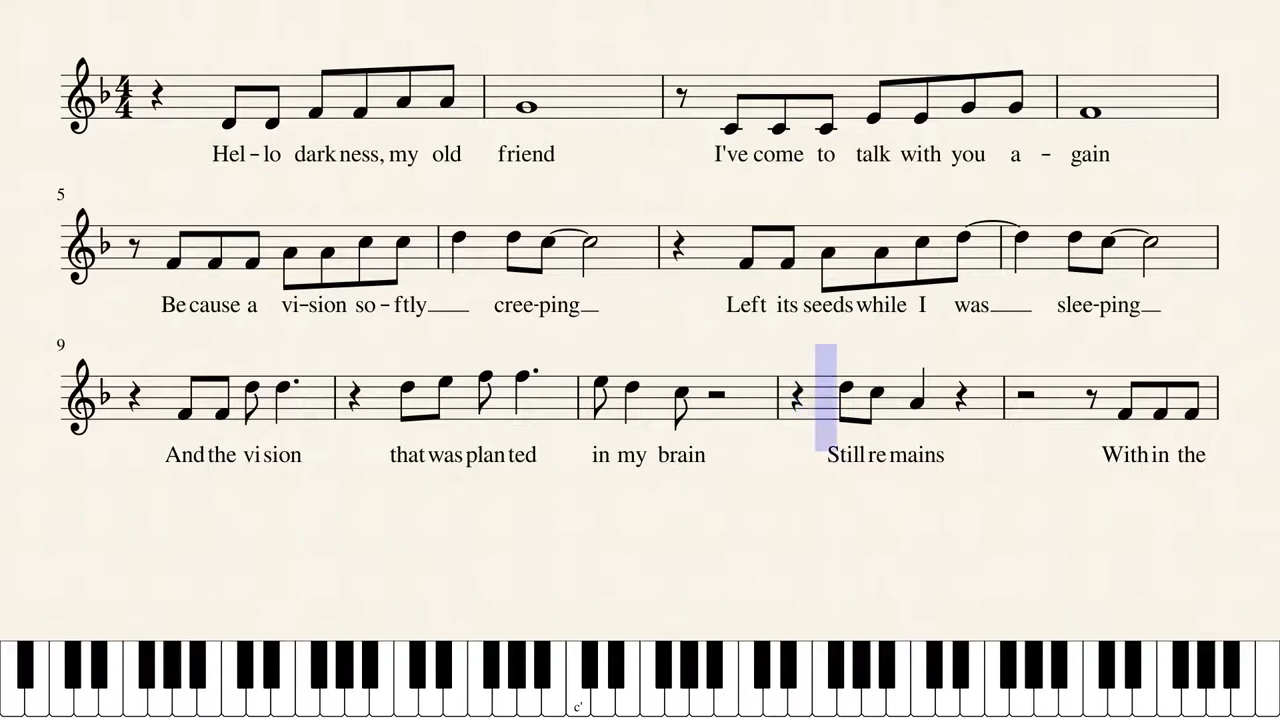 4
4
Hel – lo dark ness, my old friend I've come to talk with you a – gain
5
Be cause a vi – sion so – ftly cree - ping Left its seeds while I was slee - ping
9
And the vi sion that was plan ted in my brain Still re mains With in the
c'